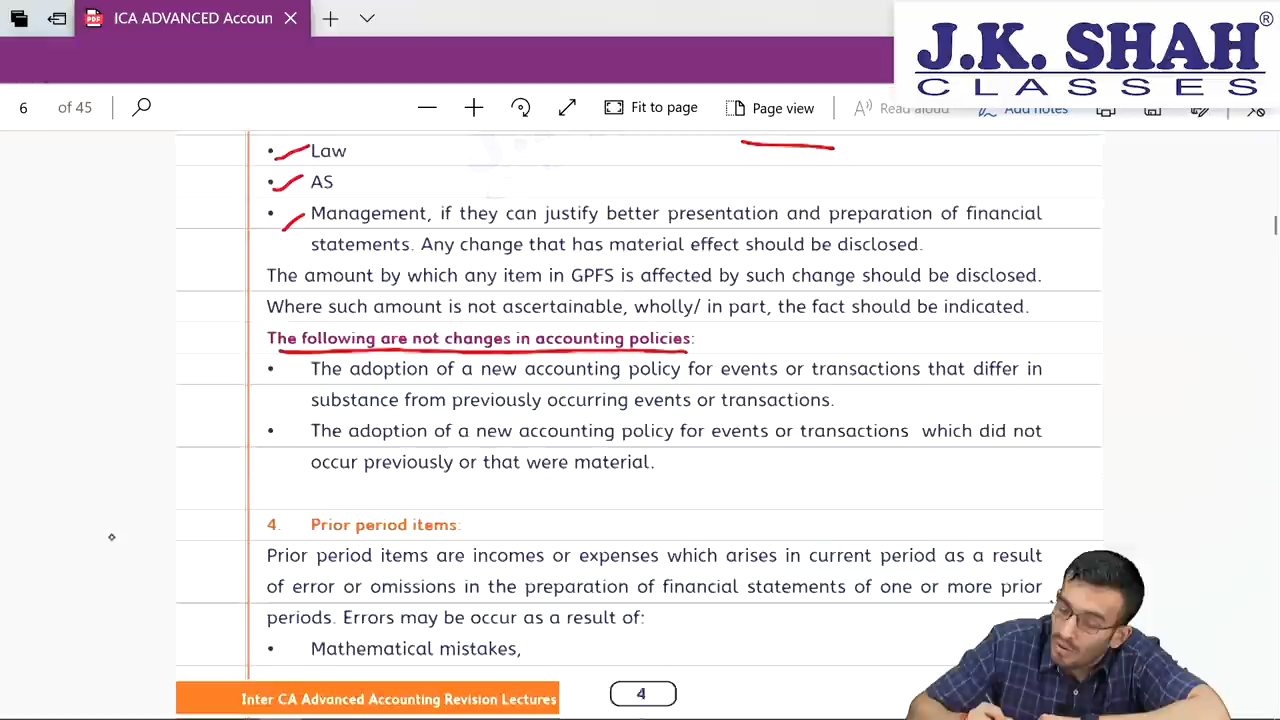 ICA ADVANCED Accoun
J.K. SHAH®
CLASSES
6 of 45
Fit to page
Page view
Read aloud
Add notes
• Law
• AS
• Management, if they can justify better presentation and preparation of financial
statements. Any change that has material effect should be disclosed.
The amount by which any item in GPFS is affected by such change should be disclosed.
Where such amount is not ascertainable, wholly/ in part, the fact should be indicated.
The following are not changes in accounting policies:
• The adoption of a new accounting policy for events or transactions that differ in
substance from previously occurring events or transactions.
• The adoption of a new accounting policy for events or transactions which did not
occur previously or that were material.
4. Prior period items:
Prior period items are incomes or expenses which arises in current period as a result
of error or omissions in the preparation of financial statements of one or more prior
periods. Errors may be occur as a result of:
• Mathematical mistakes,
Inter CA Advanced Accounting Revision Lectures
4